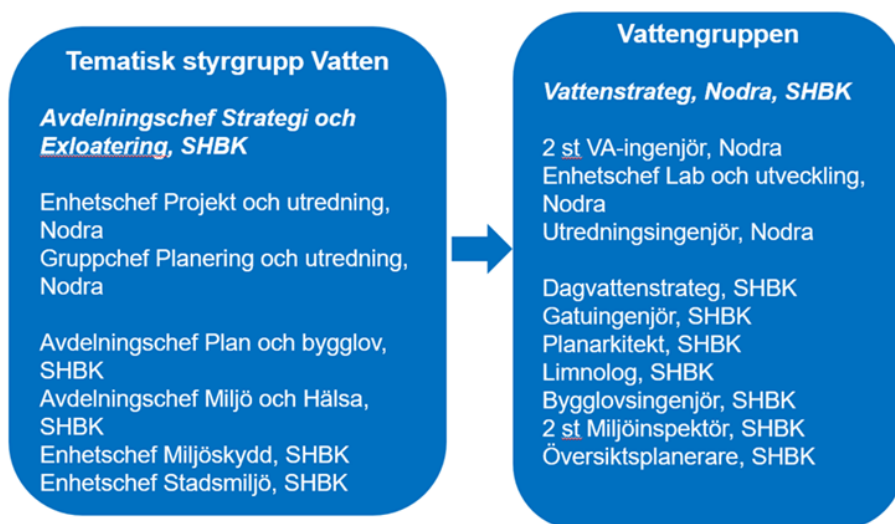 Tematisk styrgrupp Vatten
Avdelningschef Strategi och
Exloatering, SHBK
Enhetschef Projekt och utredning,
Nodra
Gruppchef Planering och utredning,
Nodra
Avdelningschef Plan och bygglov,
SHBK
Avdelningschef Miljö och Hälsa,
SHBK
Enhetschef Miljöskydd, SHBK
Enhetschef Stadsmiljö, SHBK
Vattengruppen
Vattenstrateg, Nodra, SHBK
2 st VA-ingenjör, Nodra
Enhetschef Lab och utveckling,
Nodra
Utredningsingenjör, Nodra
Dagvattenstrateg, SHBK
Gatuingenjör, SHBK
Planarkitekt, SHBK
Limnolog, SHBK
Bygglovsingenjör, SHBK
2 st Miljöinspektör, SHBK
Översiktsplanerare, SHBK